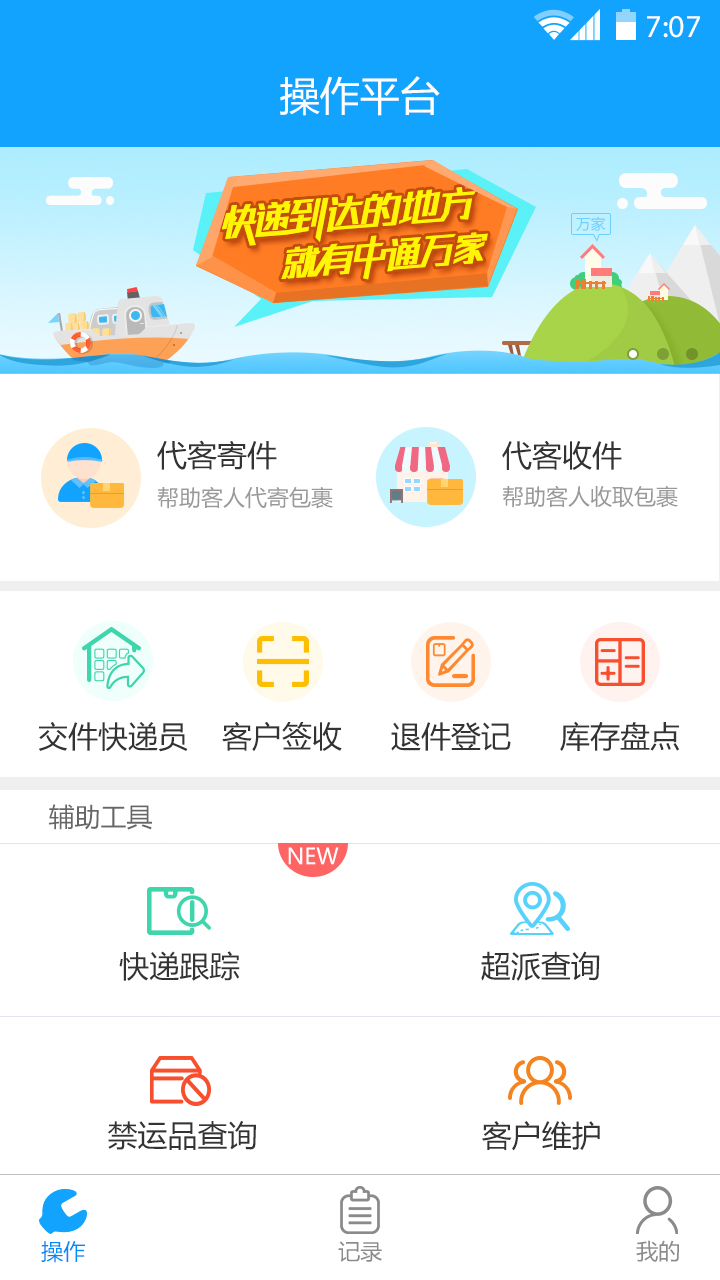 7:07
操作平台
快递到达的地方
就有中通万家
万家
代客寄件
帮助客人代寄包裹
代客收件
帮助客人收取包裹
交件快递员
客户签收
退件登记
库存盘点
辅助工具
NEW
快递跟踪
超派查询
禁运品查询
客户维护
操作
记录
我的